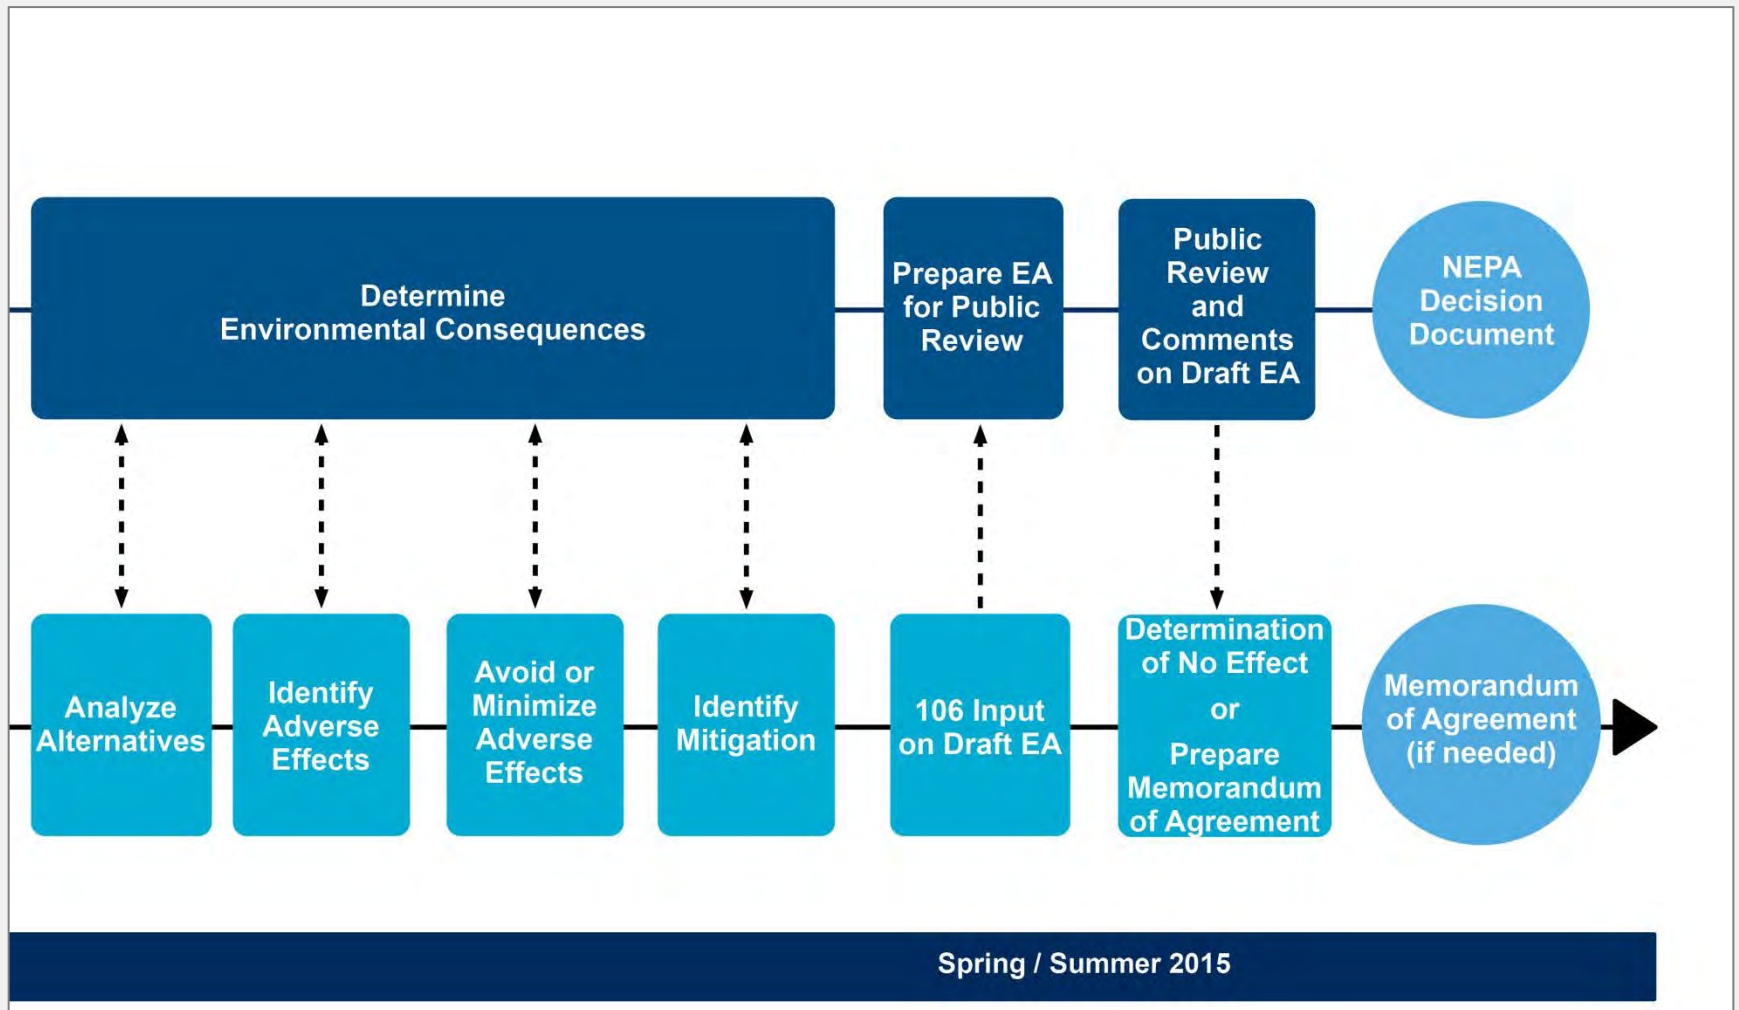 Determine
Environmental Consequences
Prepare EA
for Public
Review
Public
Review
and
Comments
on Draft EA
NEPA
Decision
Document
Analyze
Alternatives
Identify
Adverse
Effects
Avoid or
Minimize
Adverse
Effects
Identify
Mitigation
106 Input
on Draft EA
Determination
of No Effect
or
Prepare
Memorandum
of Agreement
Memorandum
of Agreement
(if needed)
Spring / Summer 2015